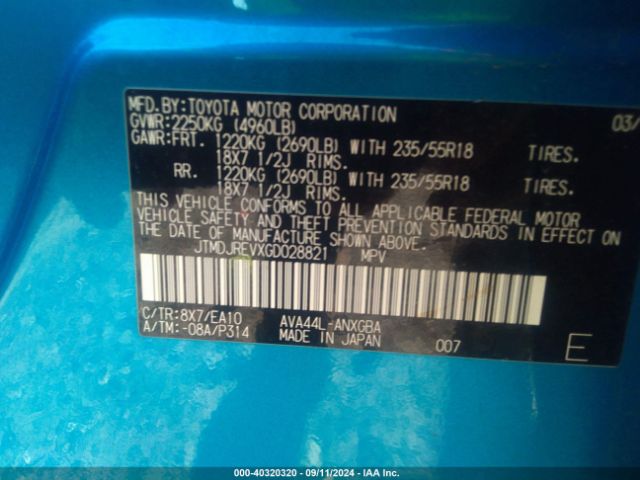 MFD.BY:TOYOTA MOTOR CORPORATION 03/
GVWR:2250KG (4960LB)
GAWR:FRT. 1220KG (2690LB) WITH 235/55R18 TIRES.
18X7 1/2J RIMS.
RR. 1220KG (2690LB) WITH 235/55R18 TIRES.
18X7 1/2J RIMS.
THIS VEHICLE CONFORMS TO ALL APPLICABLE FEDERAL MOTOR
VEHICLE SAFETY AND THEFT PREVENTION STANDARDS IN EFFECT ON
THE DATE OF MANUFACTURE SHOWN ABOVE.
JTMDJREVXGD028821 MPV
C/TR:8X7/EA10 AVA44L-ANXGBA
A/TM:-08A/P314 MADE IN JAPAN 007 E
000-40320320 - 09/11/2024 - IAA Inc.